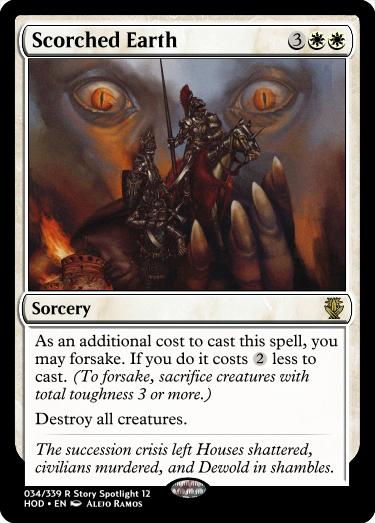 Scorched Earth 3
Sorcery
As an additional cost to cast this spell, you
may forsake. If you do it costs 2 less to
cast. (To forsake, sacrifice creatures with
total toughness 3 or more.)
Destroy all creatures.
The succession crisis left Houses shattered,
civilians murdered, and Dewold in shambles.
034/339 R Story Spotlight 12
HOD • EN Alejo Ramos